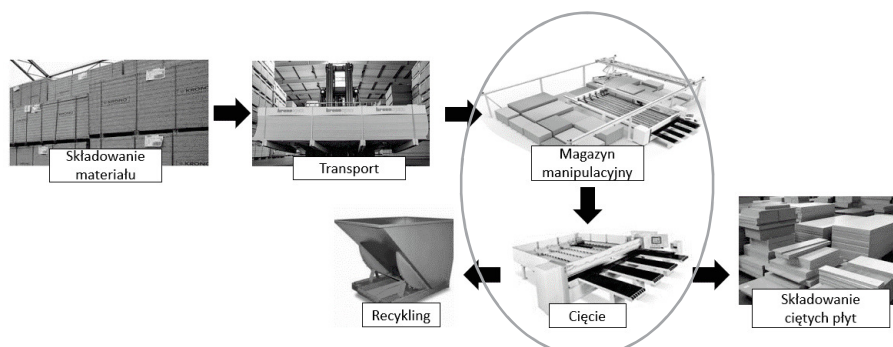 Składowanie
materiału
Transport
Magazyn
manipulacyjny
Recykling
Cięcie
Składowanie
ciętych płyt